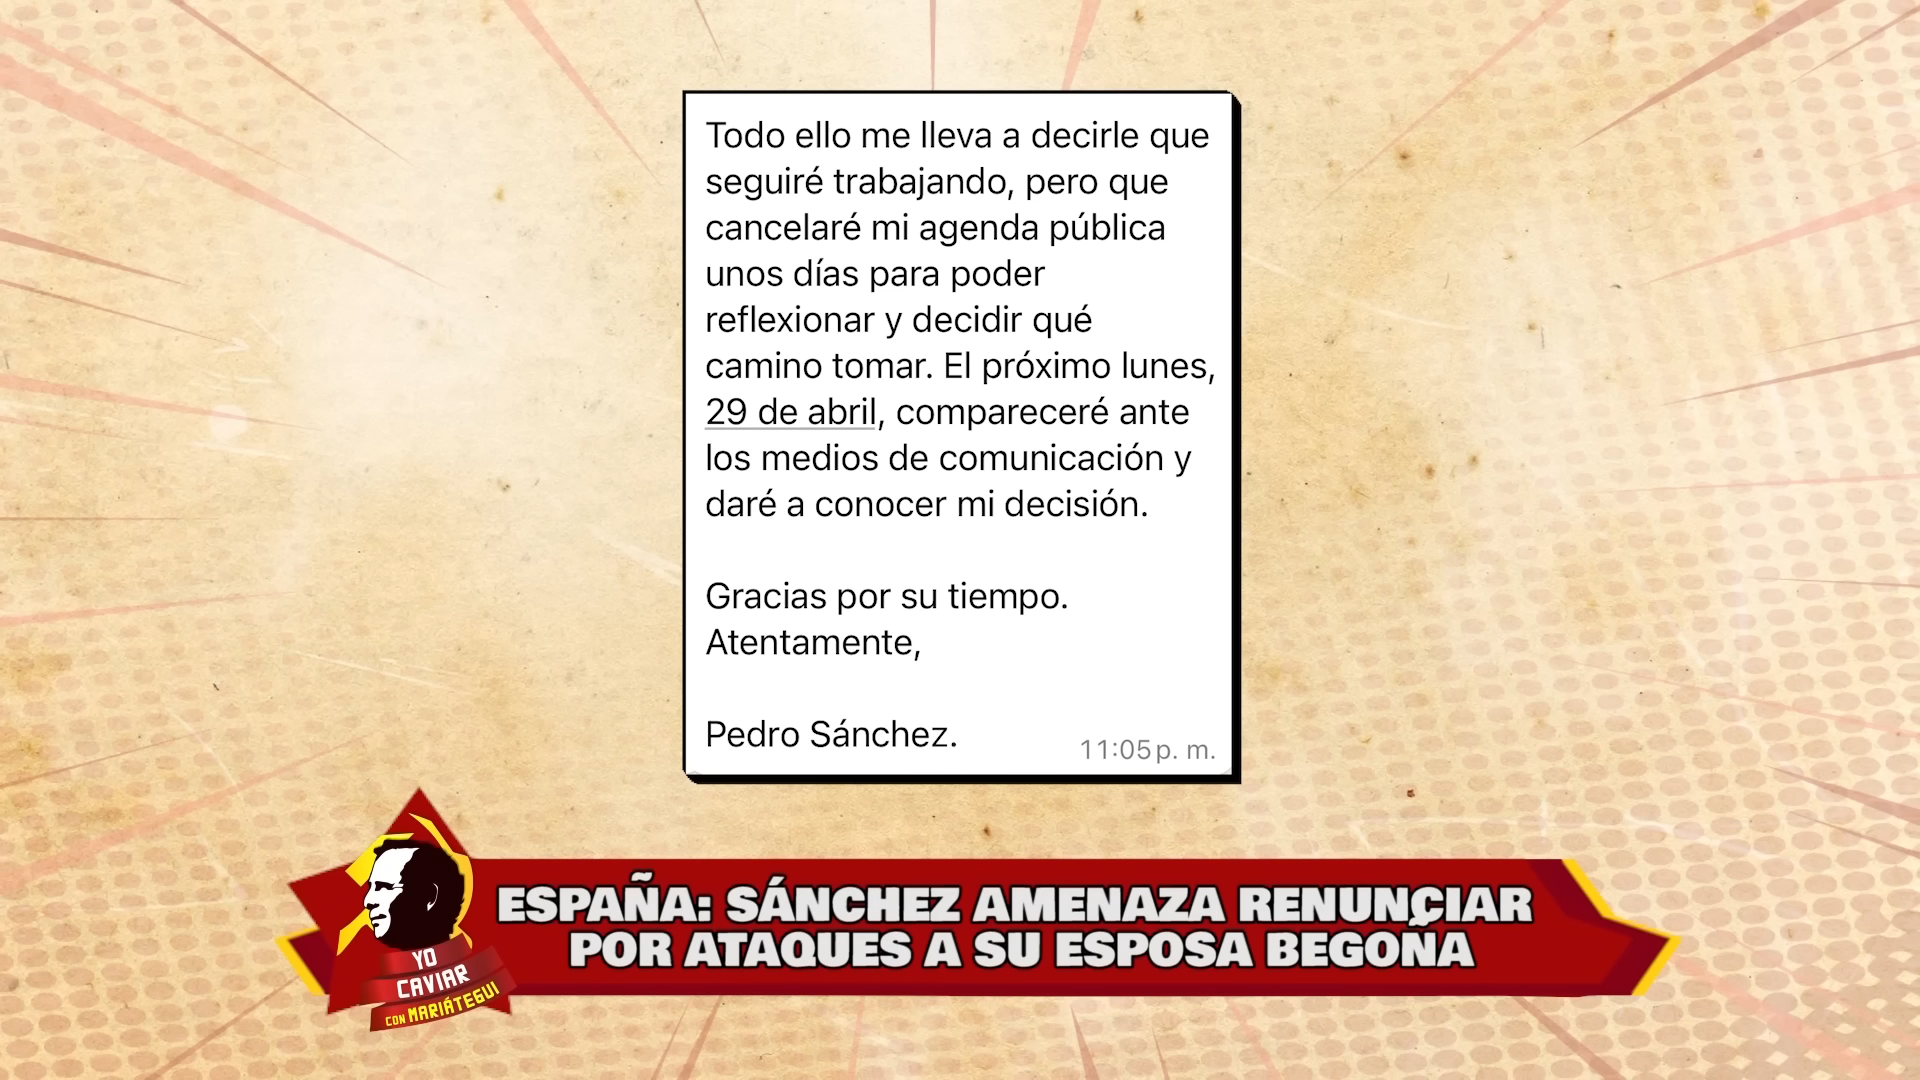 Todo ello me lleva a decirle que
seguiré trabajando, pero que
cancelaré mi agenda pública
unos días para poder
reflexionar y decidir qué
camino tomar. El próximo lunes,
29 de abril, compareceré ante
los medios de comunicación y
daré a conocer mi decisión.
Gracias por su tiempo.
Atentamente,
Pedro Sánchez.
11:05 p. m.
ESPAÑA: SÁNCHEZ AMENAZA RENUNCIAR
POR ATAQUES A SU ESPOSA BEGOÑA
YO
CAVIAR
CON MARIÁTEGUI